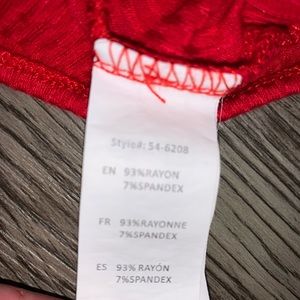 Style#: 54-6208
EN 93%RAYON
7%SPANDEX
FR 93%RAYONNE
7%SPANDEX
ES 93%RAYÓN
7%SPANDEX